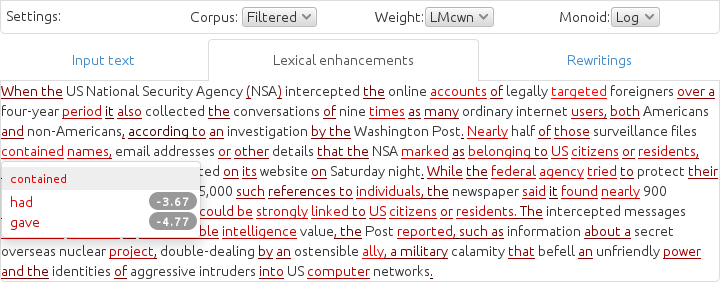 Settings: Corpus: Filtered Weight: LMcwn Monoid: Log
Input text Lexical enhancements Rewritings
When the US National Security Agency (NSA) intercepted the online accounts of legally targeted foreigners over a
four-year period it also collected the conversations of nine times as many ordinary internet users, both Americans
and non-Americans, according to an investigation by the Washington Post. Nearly half of those surveillance files
contained names, email addresses or other details that the NSA marked as belonging to US citizens or residents,
ted on its website on Saturday night. While the federal agency tried to protect their
contained
5,000 such references to individuals, the newspaper said it found nearly 900
had -3.67
could be strongly linked to US citizens or residents. The intercepted messages
gave -4.77
ble intelligence value, the Post reported, such as information about a secret
overseas nuclear project, double-dealing by an ostensible ally, a military calamity that befell an unfriendly power
and the identities of aggressive intruders into US computer networks.